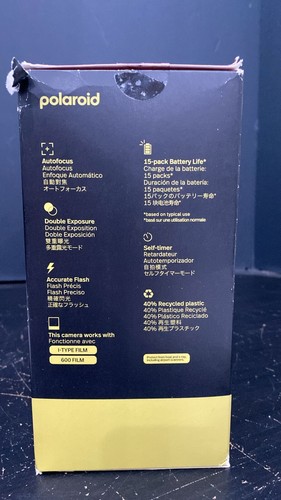 polaroid
Autofocus
Autofocus
Enfoque Automático
自動對焦
オートフォーカス
Double Exposure
Double Exposition
Doble Exposición
雙重曝光
多重露光モード
Accurate Flash
Flash Précis
Flash Preciso
精確閃光
正確なフラッシュ
This camera works with
Fonctionne avec
I-TYPE FILM
600 FILM
15-pack Battery Life*
Charge de la batterie:
15 packs*
Duración de la batería:
15 paquetes*
15パックのバッテリー寿命*
15 块电池寿命*
*based on typical use
*basé sur une utilisation normale
Self-timer
Retardateur
Autotemporizador
自拍模式
セルフタイマーモード
40% Recycled plastic
40% Plastique Recyclé
40% Plástico Reciclado
40% 再生塑料
40% 再生プラスチック